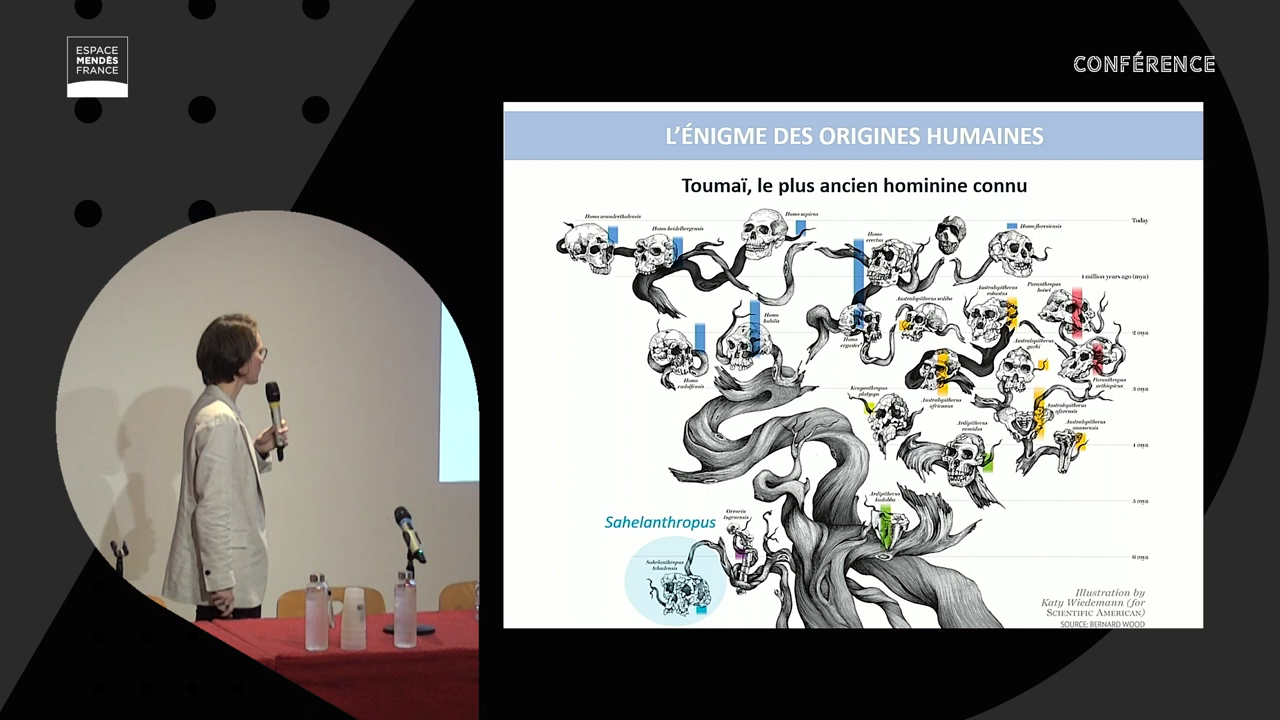 ESPACE
MENDÈS
FRANCE
CONFÉRENCE
L'ÉNIGME DES ORIGINES HUMAINES
Toumaï, le plus ancien hominine connu
Homo neanderthalensis
Homo heidelbergensis
Homo sapiens
Homo
erectus
Homo floresiensis
Today
1 million years ago (mya)
Australopithecus sediba
Australopithecus
robustus
Paranthropus
boisei
Homo
habilis
Homo
rudolfensis
Homo
ergaster
2 mya
Australopithecus
garhi
Paranthropus
aethiopicus
3 mya
Kenyanthropus
platyops
Australopithecus
africanus
Australopithecus
afarensis
Australopithecus
anamensis
Ardipithecus
ramidus
4 mya
Ardipithecus
kadabba
5 mya
Orrorin
tugenensis
Sahelanthropus
6 mya
Sahelanthropus
tchadensis
Illustration by
Katy Wiedemann (for
SCIENTIFIC AMERICAN)
SOURCE: BERNARD WOOD